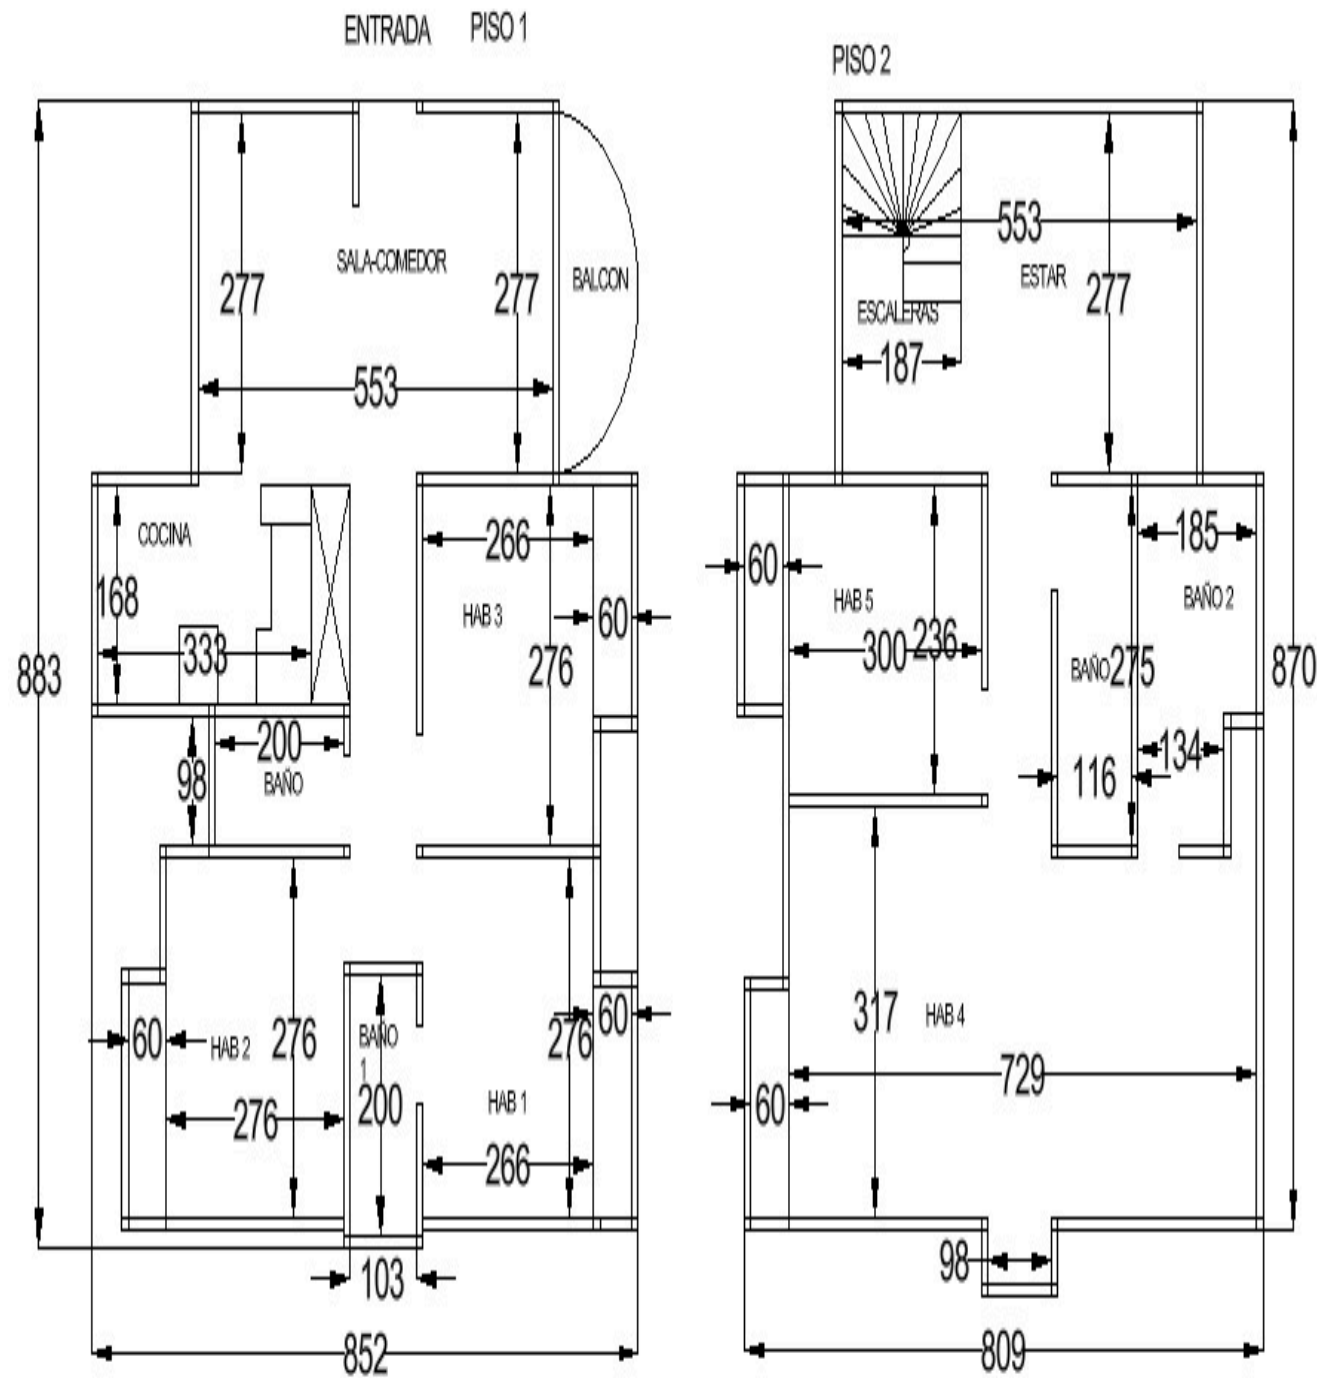 ENTRADA PISO 1
PISO 2
SALA-COMEDOR
BALCON
277
277
553
COCINA
168
333
266
HAB 3
60
276
883
200
98
BAÑO
60
HAB 2
276
276
BAÑO
1
200
276
60
HAB 1
266
103
852
553
ESTAR
277
ESCALERAS
187
60
HAB 5
300
236
185
BAÑO 2
BAÑO
275
870
116
134
317
HAB 4
729
60
98
809